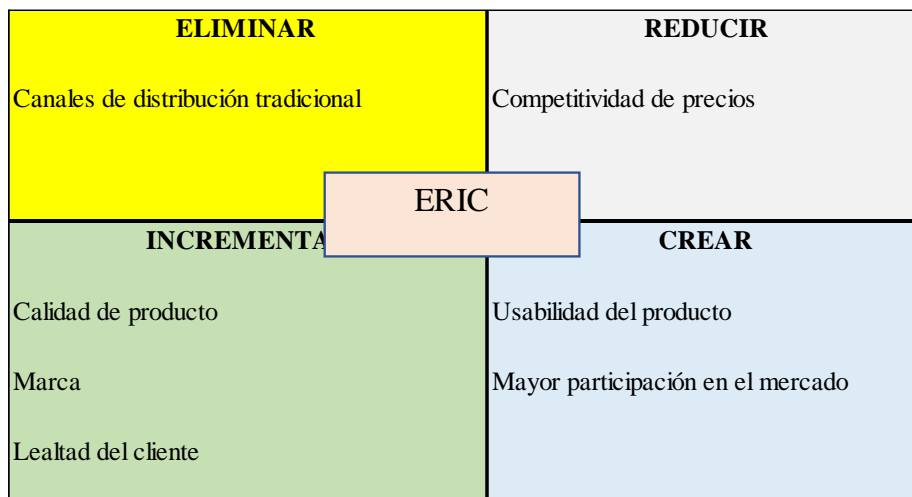 ELIMINAR
Canales de distribución tradicional
REDUCIR
Competitividad de precios
ERIC
INCREMENTA
Calidad de producto
Marca
Lealtad del cliente
CREAR
Usabilidad del producto
Mayor participación en el mercado